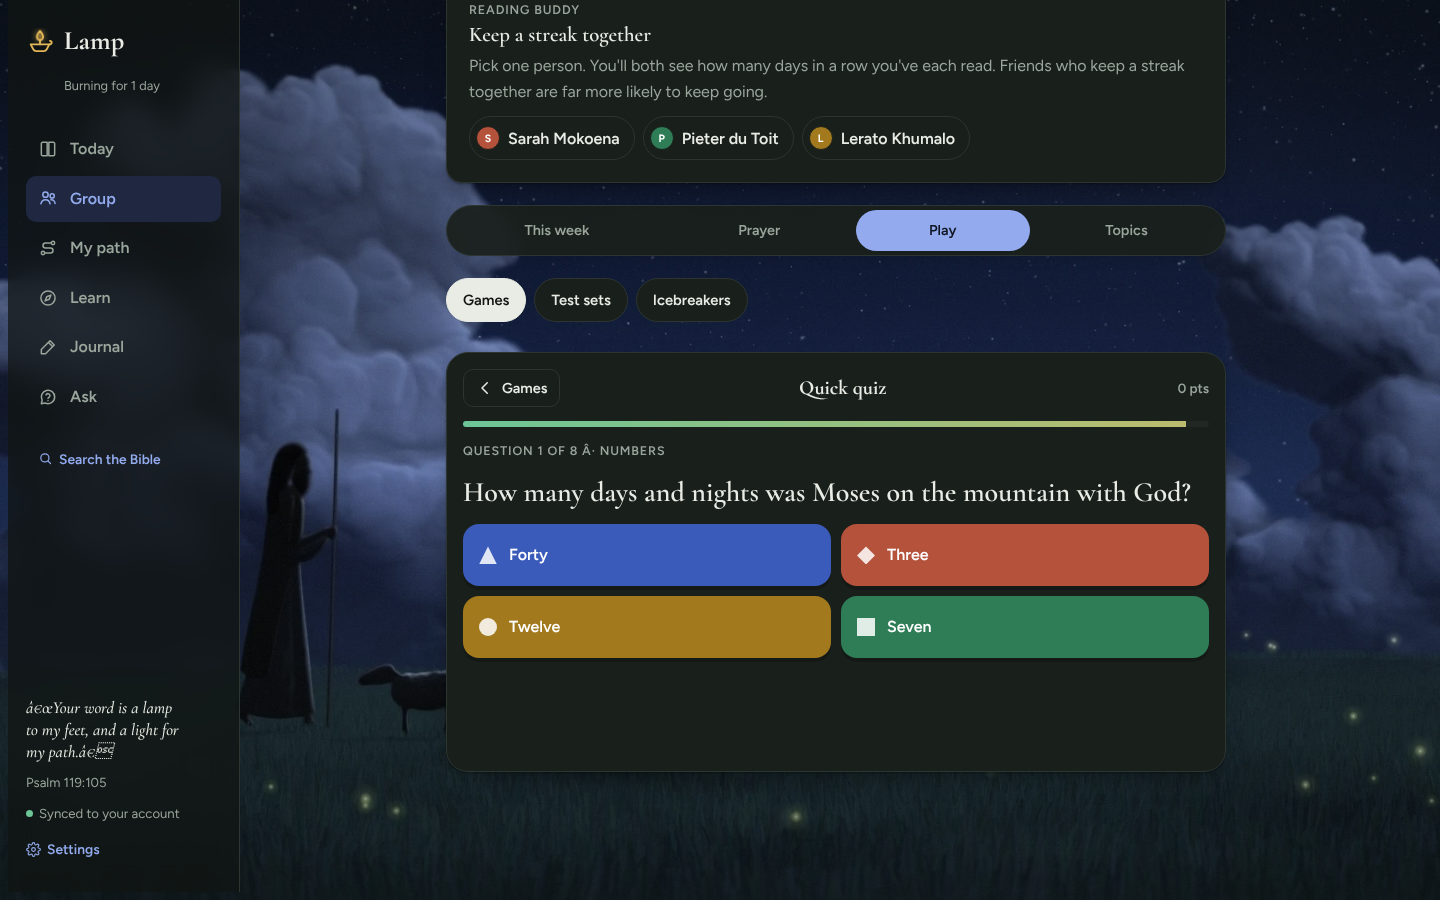 Lamp
Burning for 1 day
Today
Group
My path
Learn
Journal
Ask
Search the Bible
â€œYour word is a lamp
to my feet, and a light for
my path.â€
Psalm 119:105
Synced to your account
Settings
READING BUDDY
Keep a streak together
Pick one person. You'll both see how many days in a row you've each read. Friends who keep a streak
together are far more likely to keep going.
S Sarah Mokoena P Pieter du Toit L Lerato Khumalo
This week Prayer Play Topics
Games Test sets Icebreakers
Games Quick quiz 0 pts
QUESTION 1 OF 8 Â· NUMBERS
How many days and nights was Moses on the mountain with God?
Forty Three
Twelve Seven